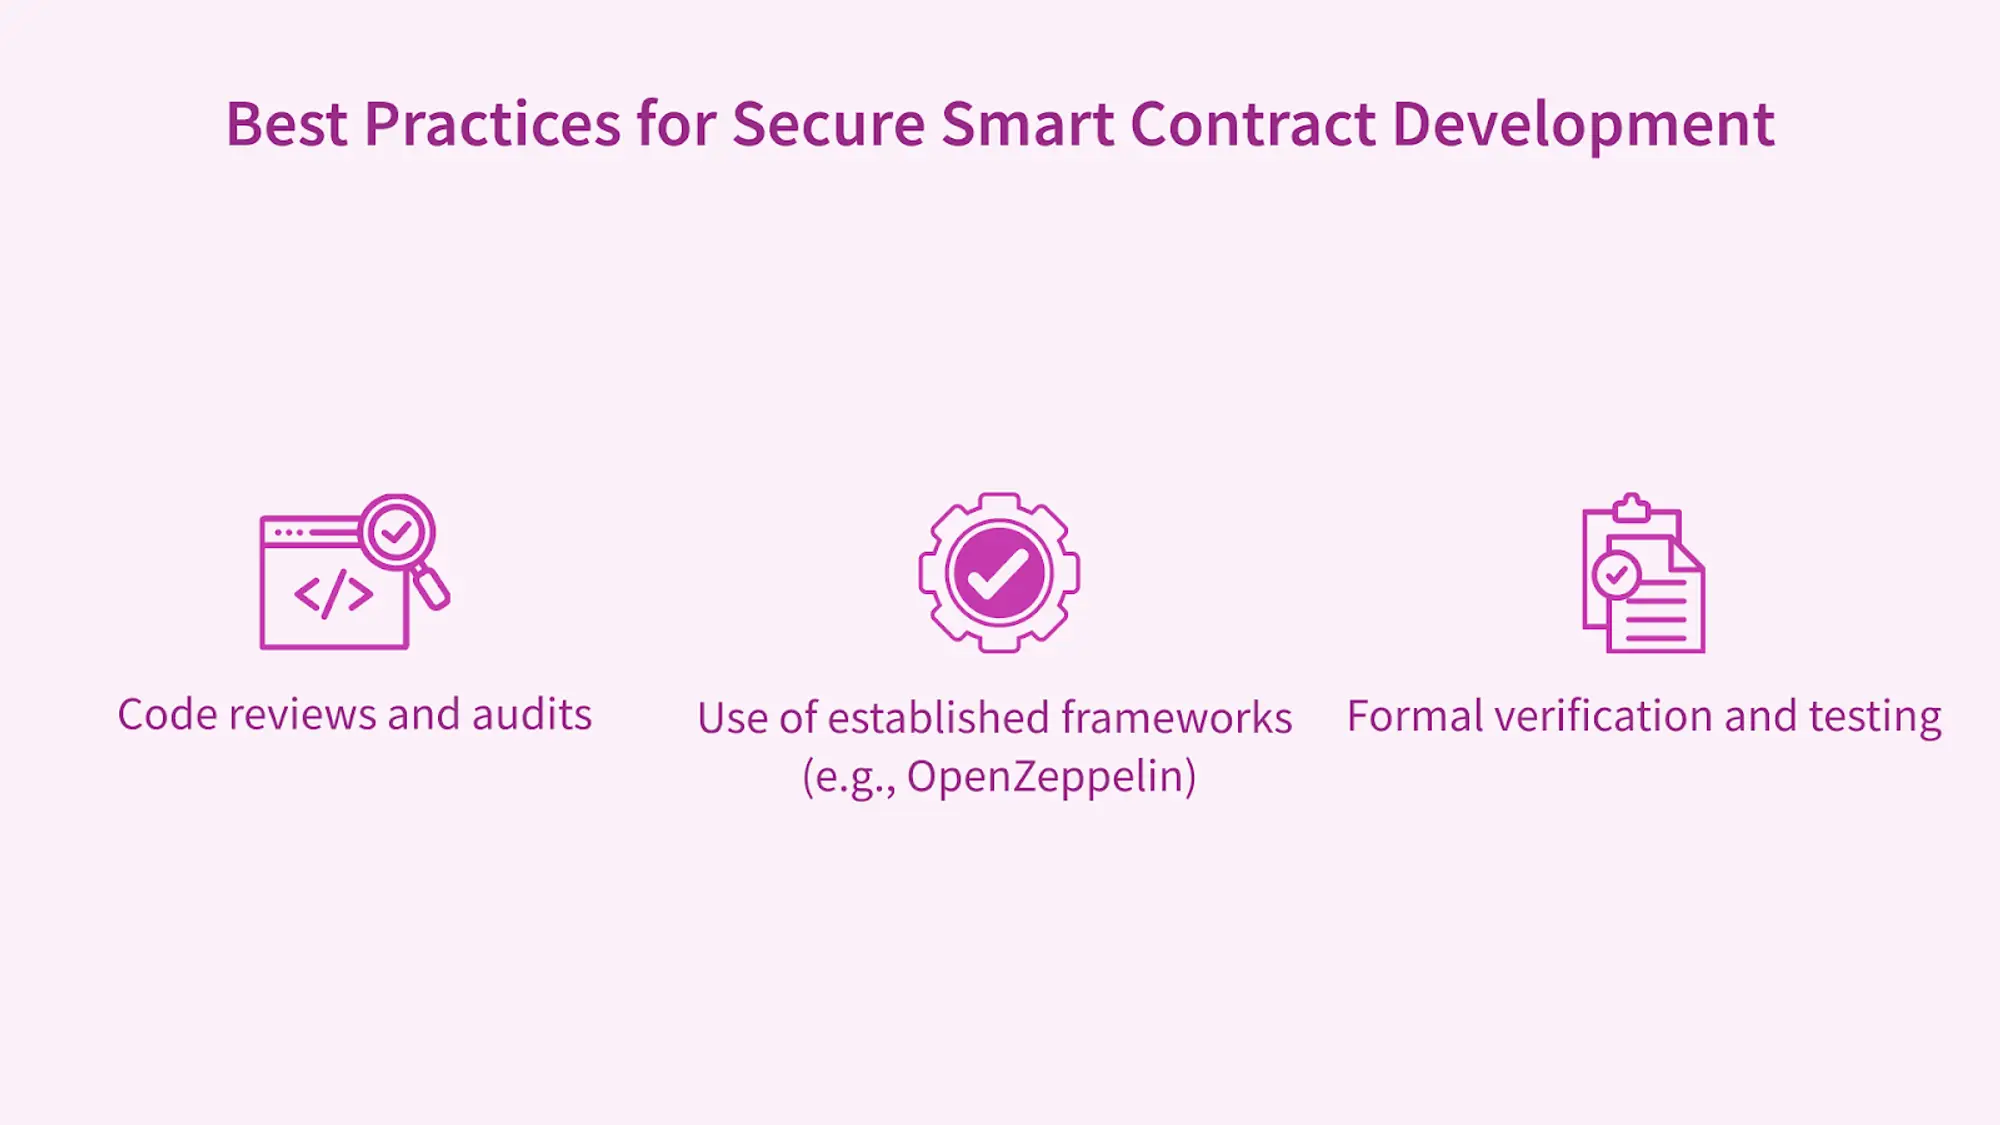 Best Practices for Secure Smart Contract Development
</>
Code reviews and audits
Use of established frameworks
(e.g., OpenZeppelin)
Formal verification and testing